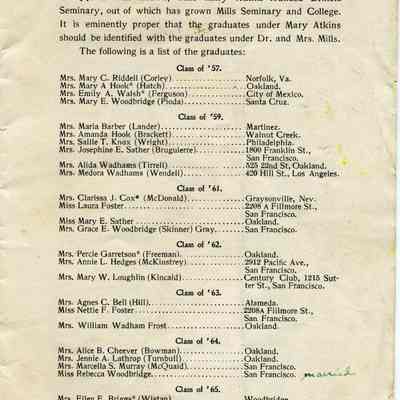 Seminary, out of which has grown Mills Seminary and College.
It is eminently proper that the graduates under Mary Atkins
should be identified with the graduates under Dr. and Mrs. Mills.
The following is a list of the graduates:
Class of '57.
Mrs. Mary C. Riddell (Corley) Norfolk, Va.
Mrs. Mary A Hook* (Hatch) Oakland.
Mrs. Emily A. Walsh* (Ferguson) City of Mexico.
Mrs. Mary E. Woodbridge (Pioda) Santa Cruz.
Class of '59.
Mrs. Maria Barber (Lander) Martinez.
Mrs. Amanda Hook (Brockett) Walnut Creek.
Mrs. Sallie T. Knox (Wright) Philadelphia.
Mrs. Josephine E. Sather (Bruguierre) 1800 Franklin St.,
San Francisco.
Mrs. Alida Wadhams (Tirrell) 525 22nd St, Oakland.
Mrs. Medora Wadhams (Wendell) 420 Hill St., Los Angeles.
Class of '61.
Mrs. Clarissa J. Cox* (McDonald) Graysonville, Nev.
Miss Laura Foster 2208 A Fillmore St.,
San Francisco.
Miss Mary E. Sather Oakland.
Mrs. Grace E. Woodbridge (Skinner) Gray San Francisco.
Class of '62.
Mrs. Percie Garretson* (Freeman) Oakland.
Mrs. Annie L. Hedges (McKinstrey) 2912 Pacific Ave.,
San Francisco.
Mrs. Mary W. Loughlin (Kincaid) Century Club, 1215 Sut-
ter St., San Francisco.
Class of '63.
Mrs. Agnes C. Bell (Hill) Alameda.
Miss Nettie F. Foster 2208A Fillmore St.,
San Francisco.
Mrs. William Wadham Frost Oakland.
Class of '64.
Mrs. Alice B. Cheever (Bowman) Oakland.
Mrs. Jennie A. Lathrop (Turnbull) Oakland.
Mrs. Marcella S. Murray (McQuaid) San Francisco.
Miss Rebecca Woodbridge San Francisco. married
Class of '65.
Mrs. Ellen E. Briggs* (Wistan) Woodbridge